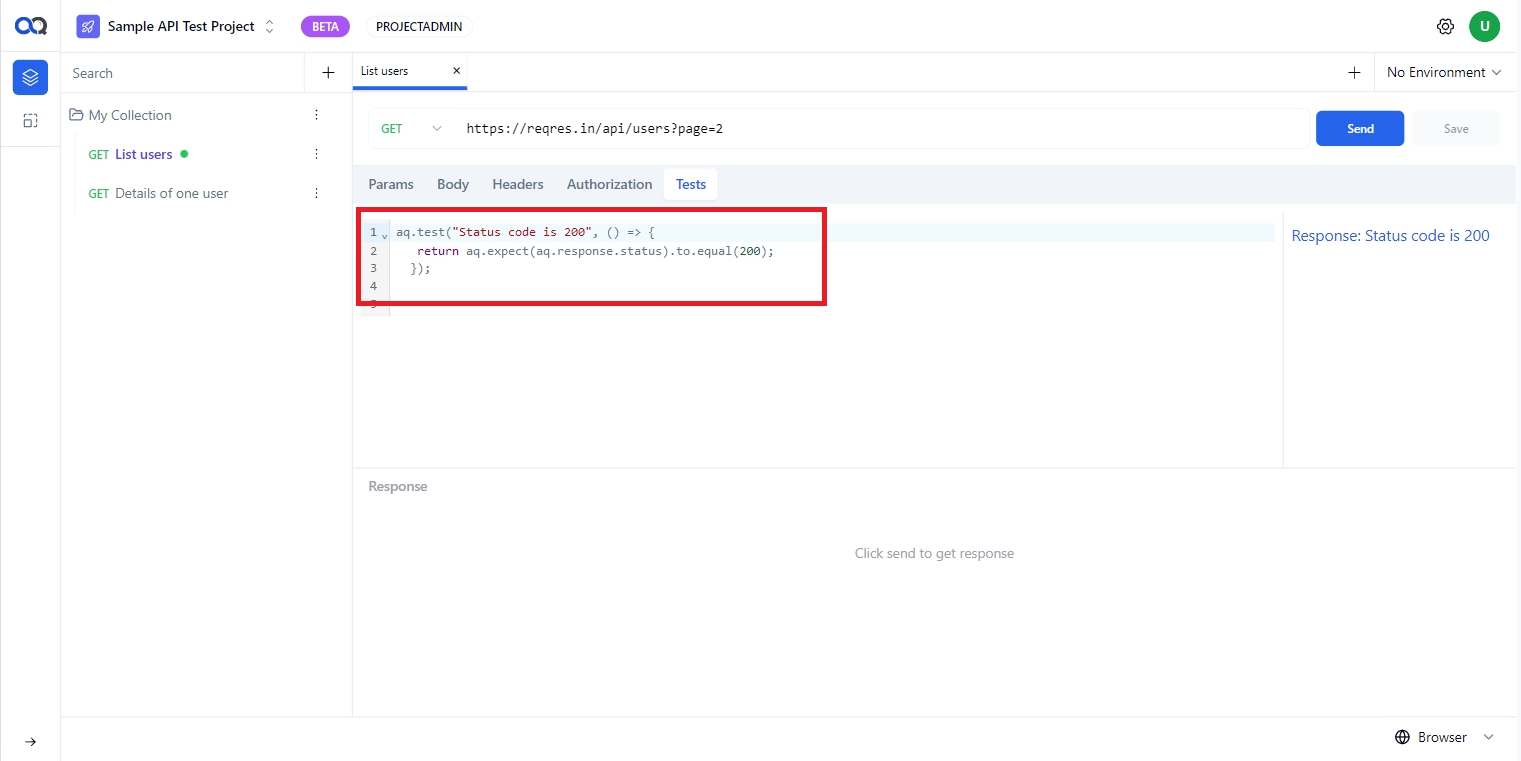 Sample API Test Project
BETA
PROJECTADMIN
U
Search
List users
No Environment
My Collection
GET List users
GET Details of one user
GET
https://reqres.in/api/users?page=2
Send
Save
Params
Body
Headers
Authorization
Tests
1 aq.test("Status code is 200", () => {
2 return aq.expect(aq.response.status).to.equal(200);
3 });
4
5
Response: Status code is 200
Response
Click send to get response
Browser